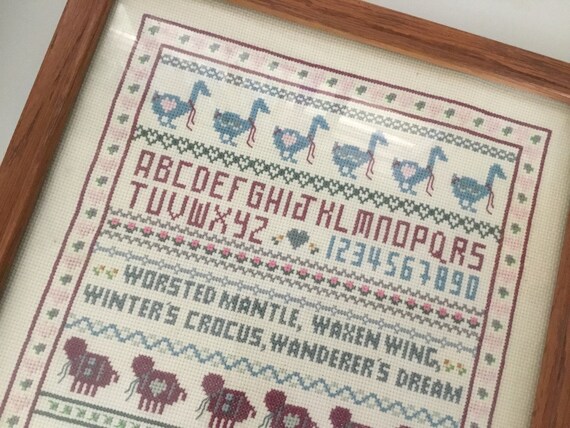 ABCDEFGHIJKLMNOPQRS
TUVWXYZ 1234567890
WORSTED MANTLE, WAXEN WING,
WINTER'S CROCUS, WANDERER'S DREAM